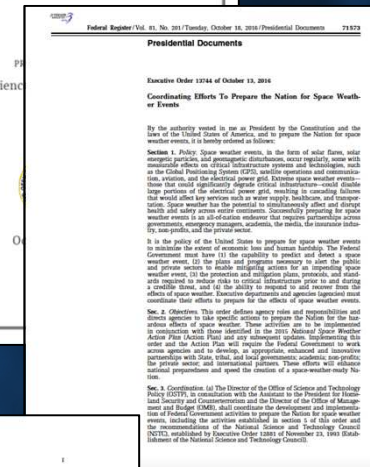 Federal Register / Vol. 81, No. 201 / Tuesday, October 18, 2016 / Presidential Documents 71573
Presidential Documents
Executive Order 13744 of October 13, 2016
Coordinating Efforts To Prepare the Nation for Space Weath-
er Events
By the authority vested in me as President by the Constitution and the
laws of the United States of America, and to prepare the Nation for space
weather events, it is hereby ordered as follows:
Section 1. Policy. Space weather events, in the form of solar flares, solar
energetic particles, and geomagnetic disturbances, occur regularly, some with
measurable effects on critical infrastructure systems and technologies, such
as the Global Positioning System (GPS), satellite operations and communica-
tion, aviation, and the electrical power grid. Extreme space weather events—
those that could significantly degrade critical infrastructure—could disable
large portions of the electrical power grid, resulting in cascading failures
that would affect key services such as water supply, healthcare, and transpor-
tation. Space weather has the potential to simultaneously affect and disrupt
health and safety across entire continents. Successfully preparing for space
weather events is an all-of-nation endeavor that requires partnerships across
governments, emergency managers, academia, the media, the insurance indus-
try, non-profits, and the private sector.
It is the policy of the United States to prepare for space weather events
to minimize the extent of economic loss and human hardship. The Federal
Government must have (1) the capability to predict and detect a space
weather event, (2) the plans and programs necessary to alert the public
and private sectors to enable mitigating actions for an impending space
weather event, (3) the protection and mitigation plans, protocols, and stand-
ards required to reduce risks to critical infrastructure prior to and during
a credible threat, and (4) the ability to respond to and recover from the
effects of space weather. Executive departments and agencies (agencies) must
coordinate their efforts to prepare for the effects of space weather events.
Sec. 2. Objectives. This order defines agency roles and responsibilities and
directs agencies to take specific actions to prepare the Nation for the haz-
ardous effects of space weather. These activities are to be implemented
in conjunction with those identified in the 2015 National Space Weather
Action Plan (Action Plan) and any subsequent updates. Implementing this
order and the Action Plan will require the Federal Government to work
across agencies and to develop, as appropriate, enhanced and innovative
partnerships with State, tribal, and local governments; academia; non-profits;
the private sector; and international partners. These efforts will enhance
national preparedness and speed the creation of a space-weather-ready Na-
tion.
Sec. 3. Coordination. (a) The Director of the Office of Science and Technology
Policy (OSTP), in consultation with the Assistant to the President for Home-
land Security and Counterterrorism and the Director of the Office of Manage-
ment and Budget (OMB), shall coordinate the development and implementa-
tion of Federal Government activities to prepare the Nation for space weather
events, including the activities established in section 5 of this order and
the recommendations of the National Science and Technology Council
(NSTC), established by Executive Order 12881 of November 23, 1993 (Estab-
lishment of the National Science and Technology Council).